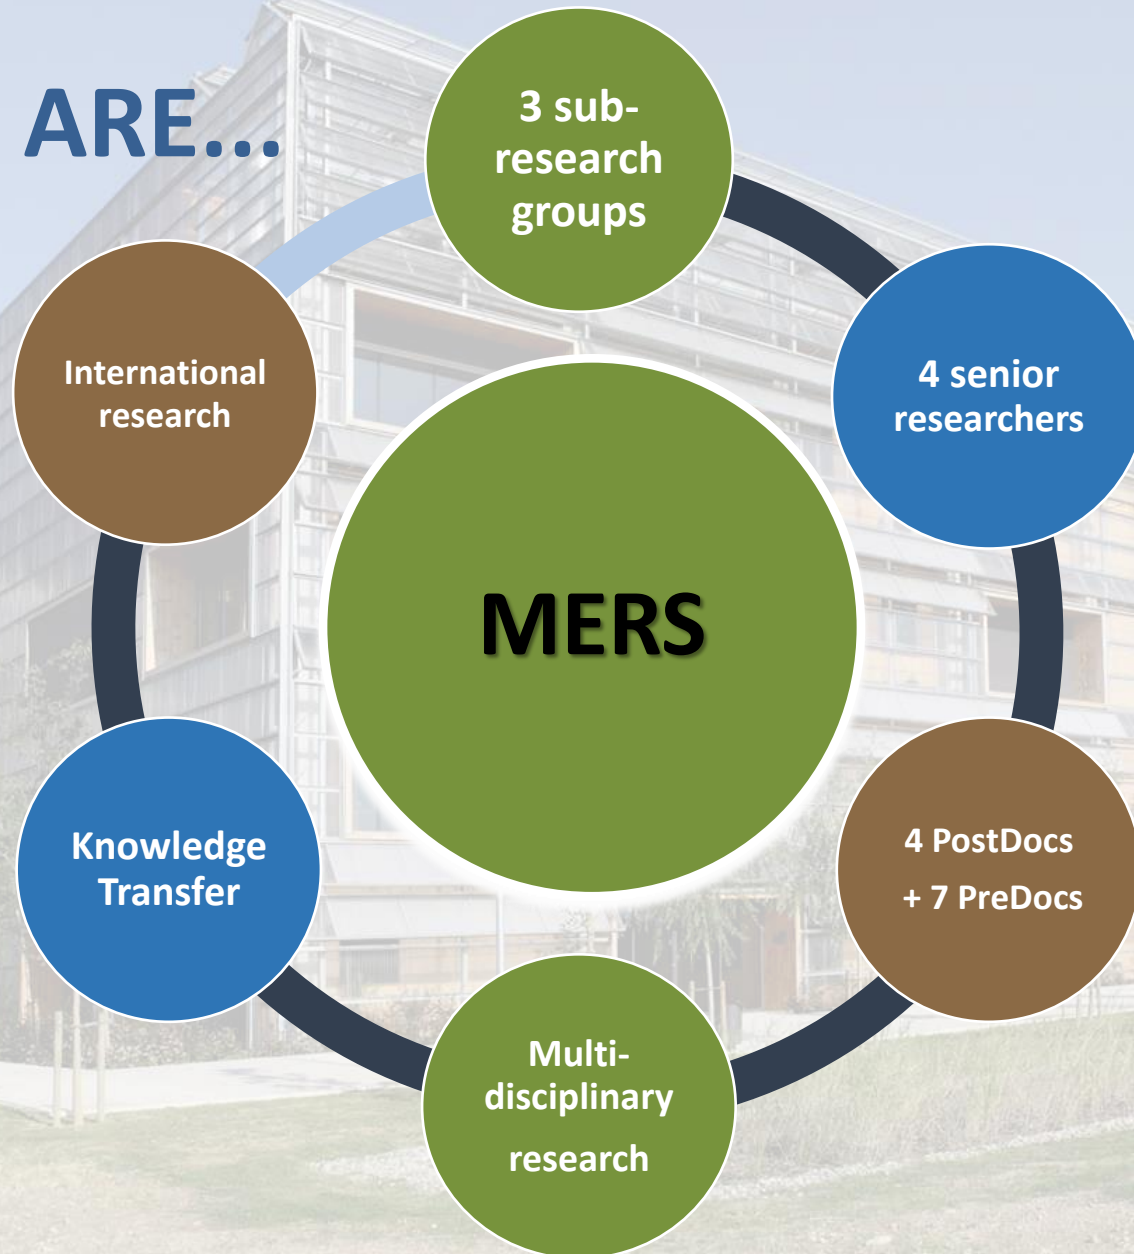 ARE...
3 sub-
research
groups
4 senior
researchers
4 PostDocs
+ 7 PreDocs
Multi-
disciplinary
research
Knowledge
Transfer
International
research
MERS